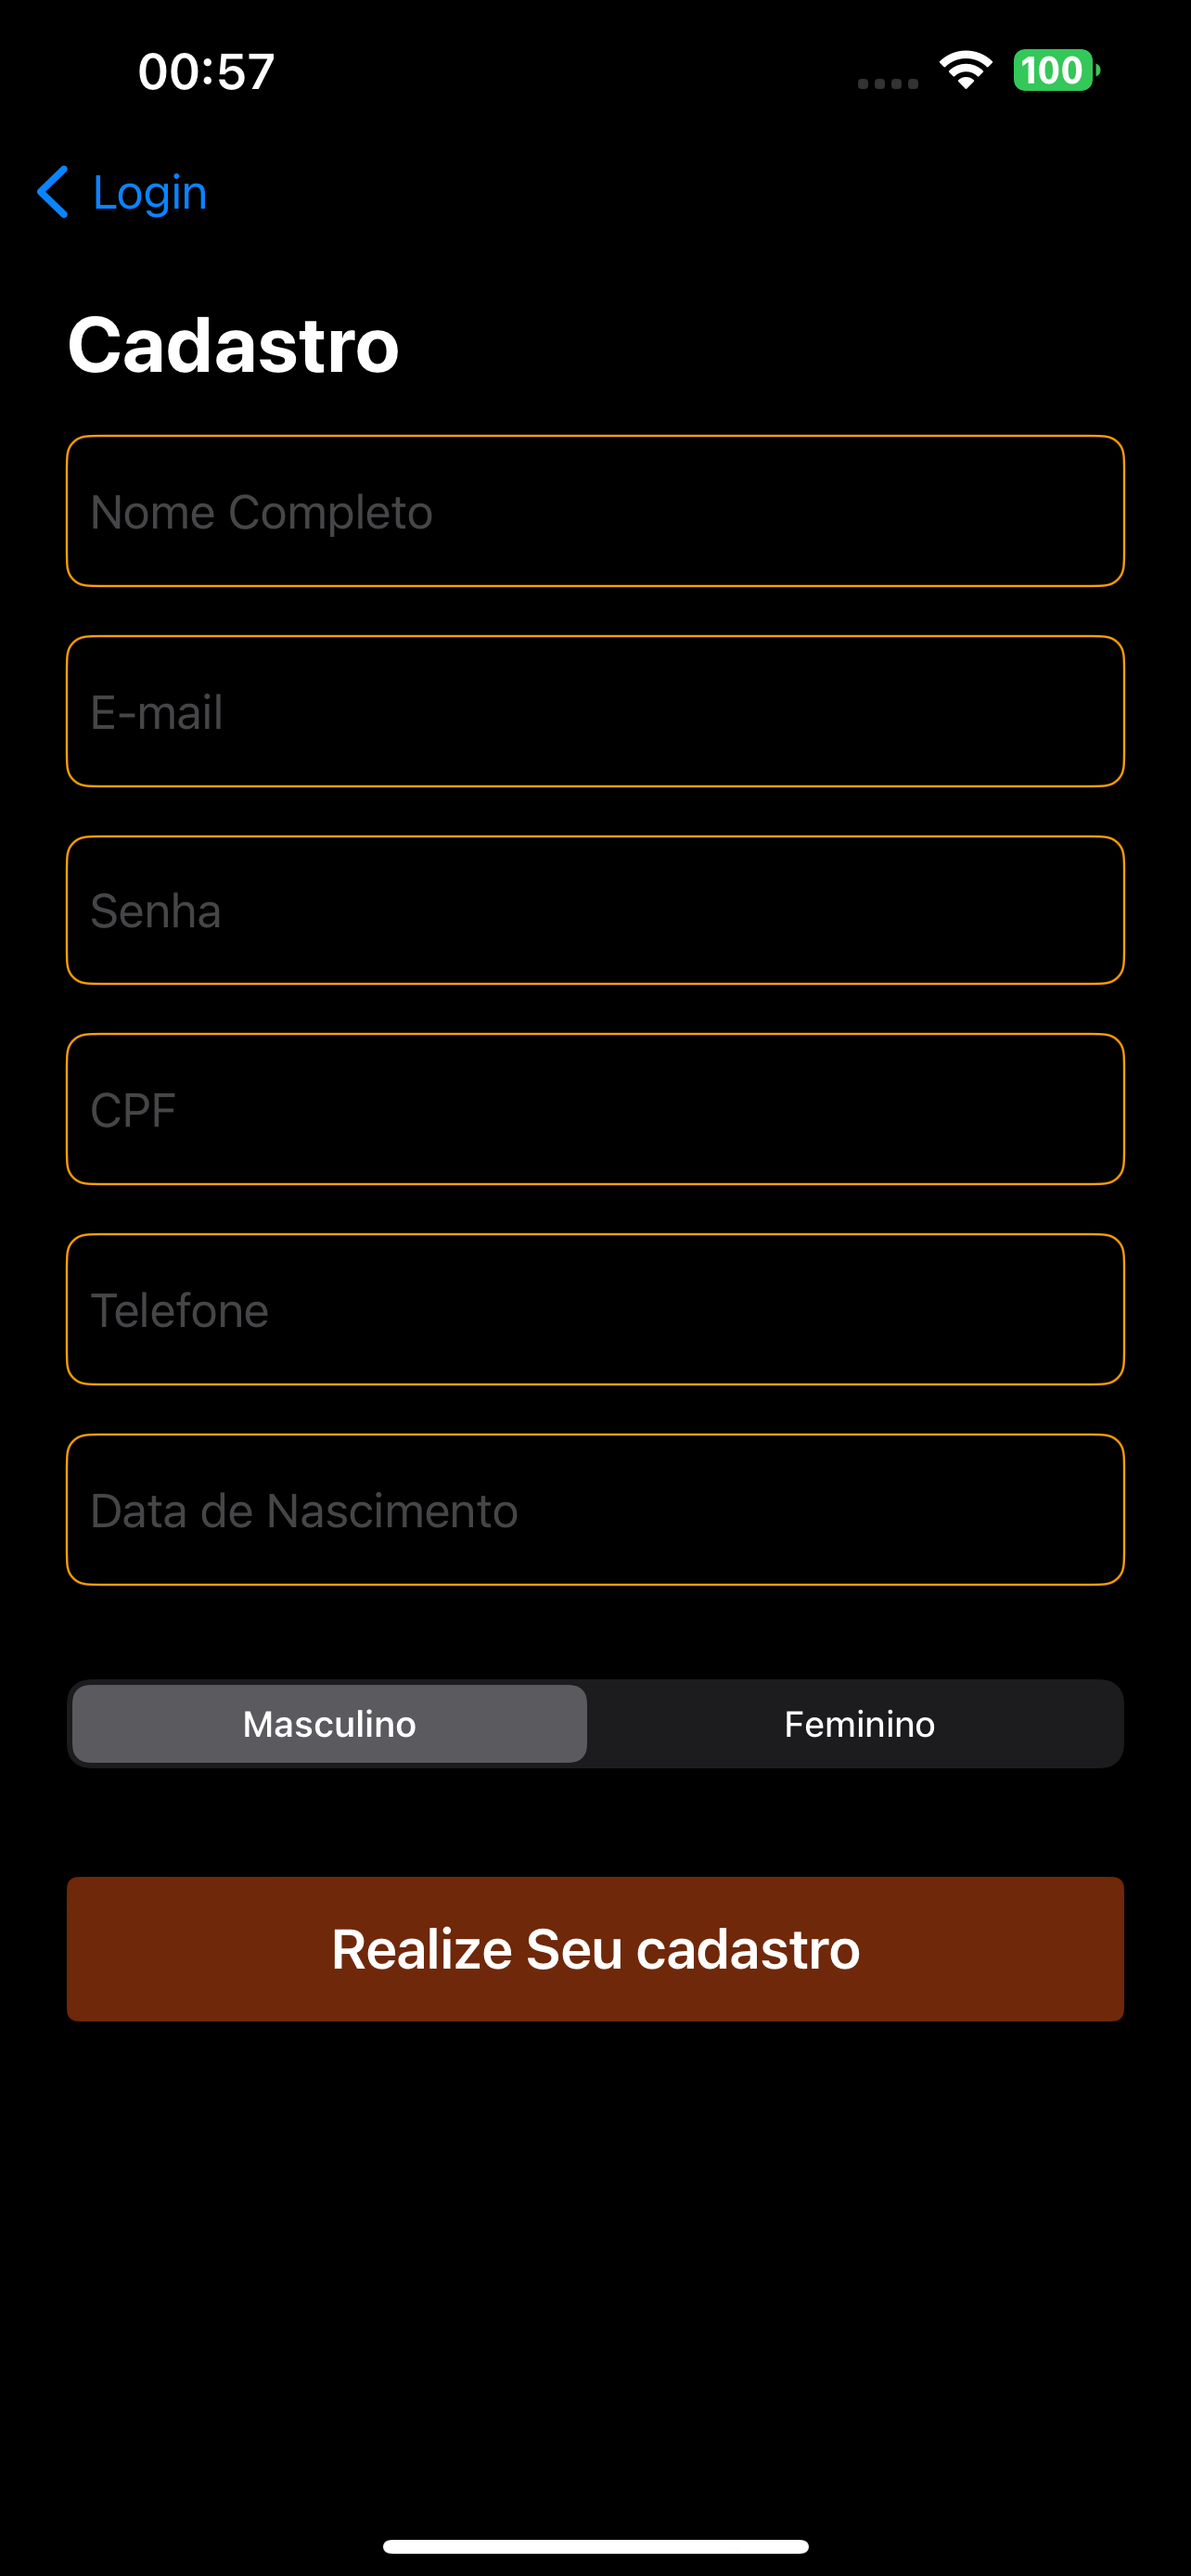 00:57
100
Login
Cadastro
Nome Completo
E-mail
Senha
CPF
Telefone
Data de Nascimento
Masculino
Feminino
Realize Seu cadastro